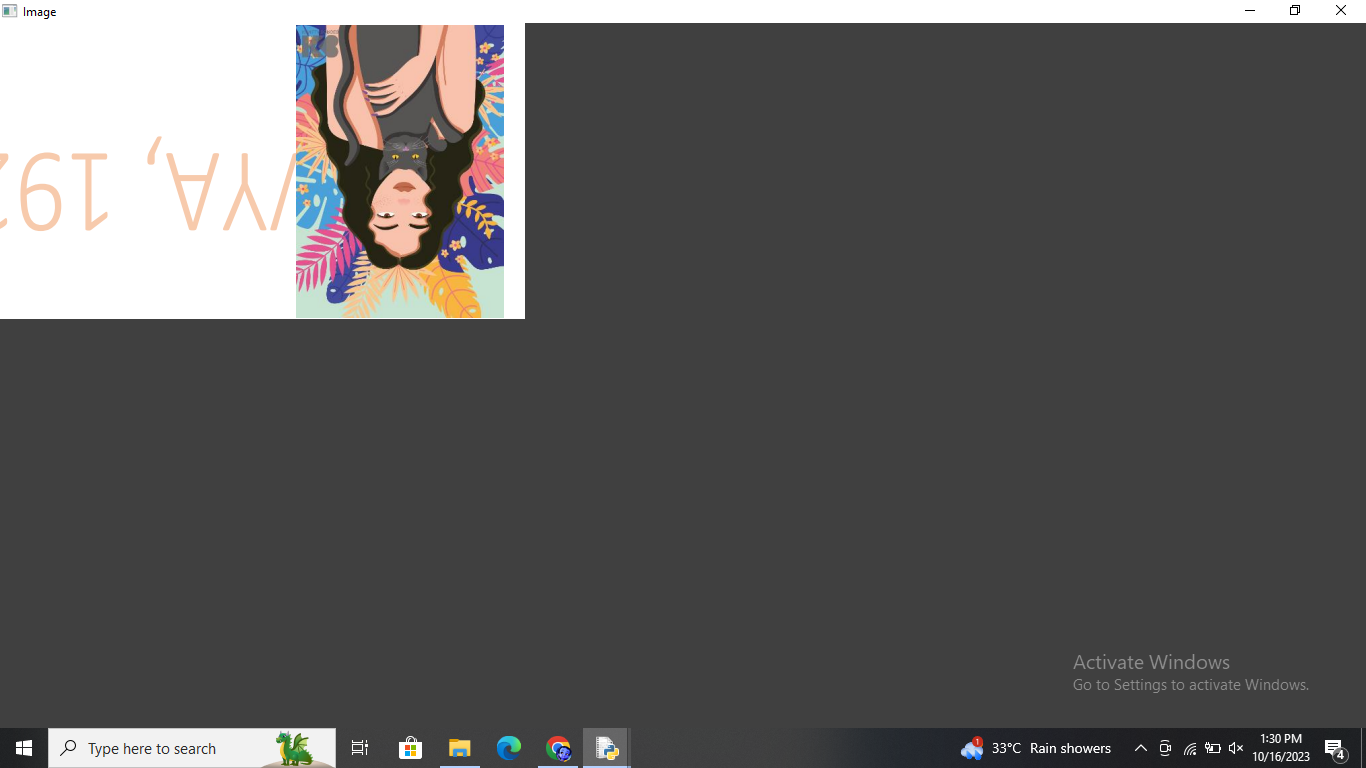 Image
YA, 19
Activate Windows
Go to Settings to activate Windows.
Type here to search
1
33°C Rain showers
1:30 PM
10/16/2023
4